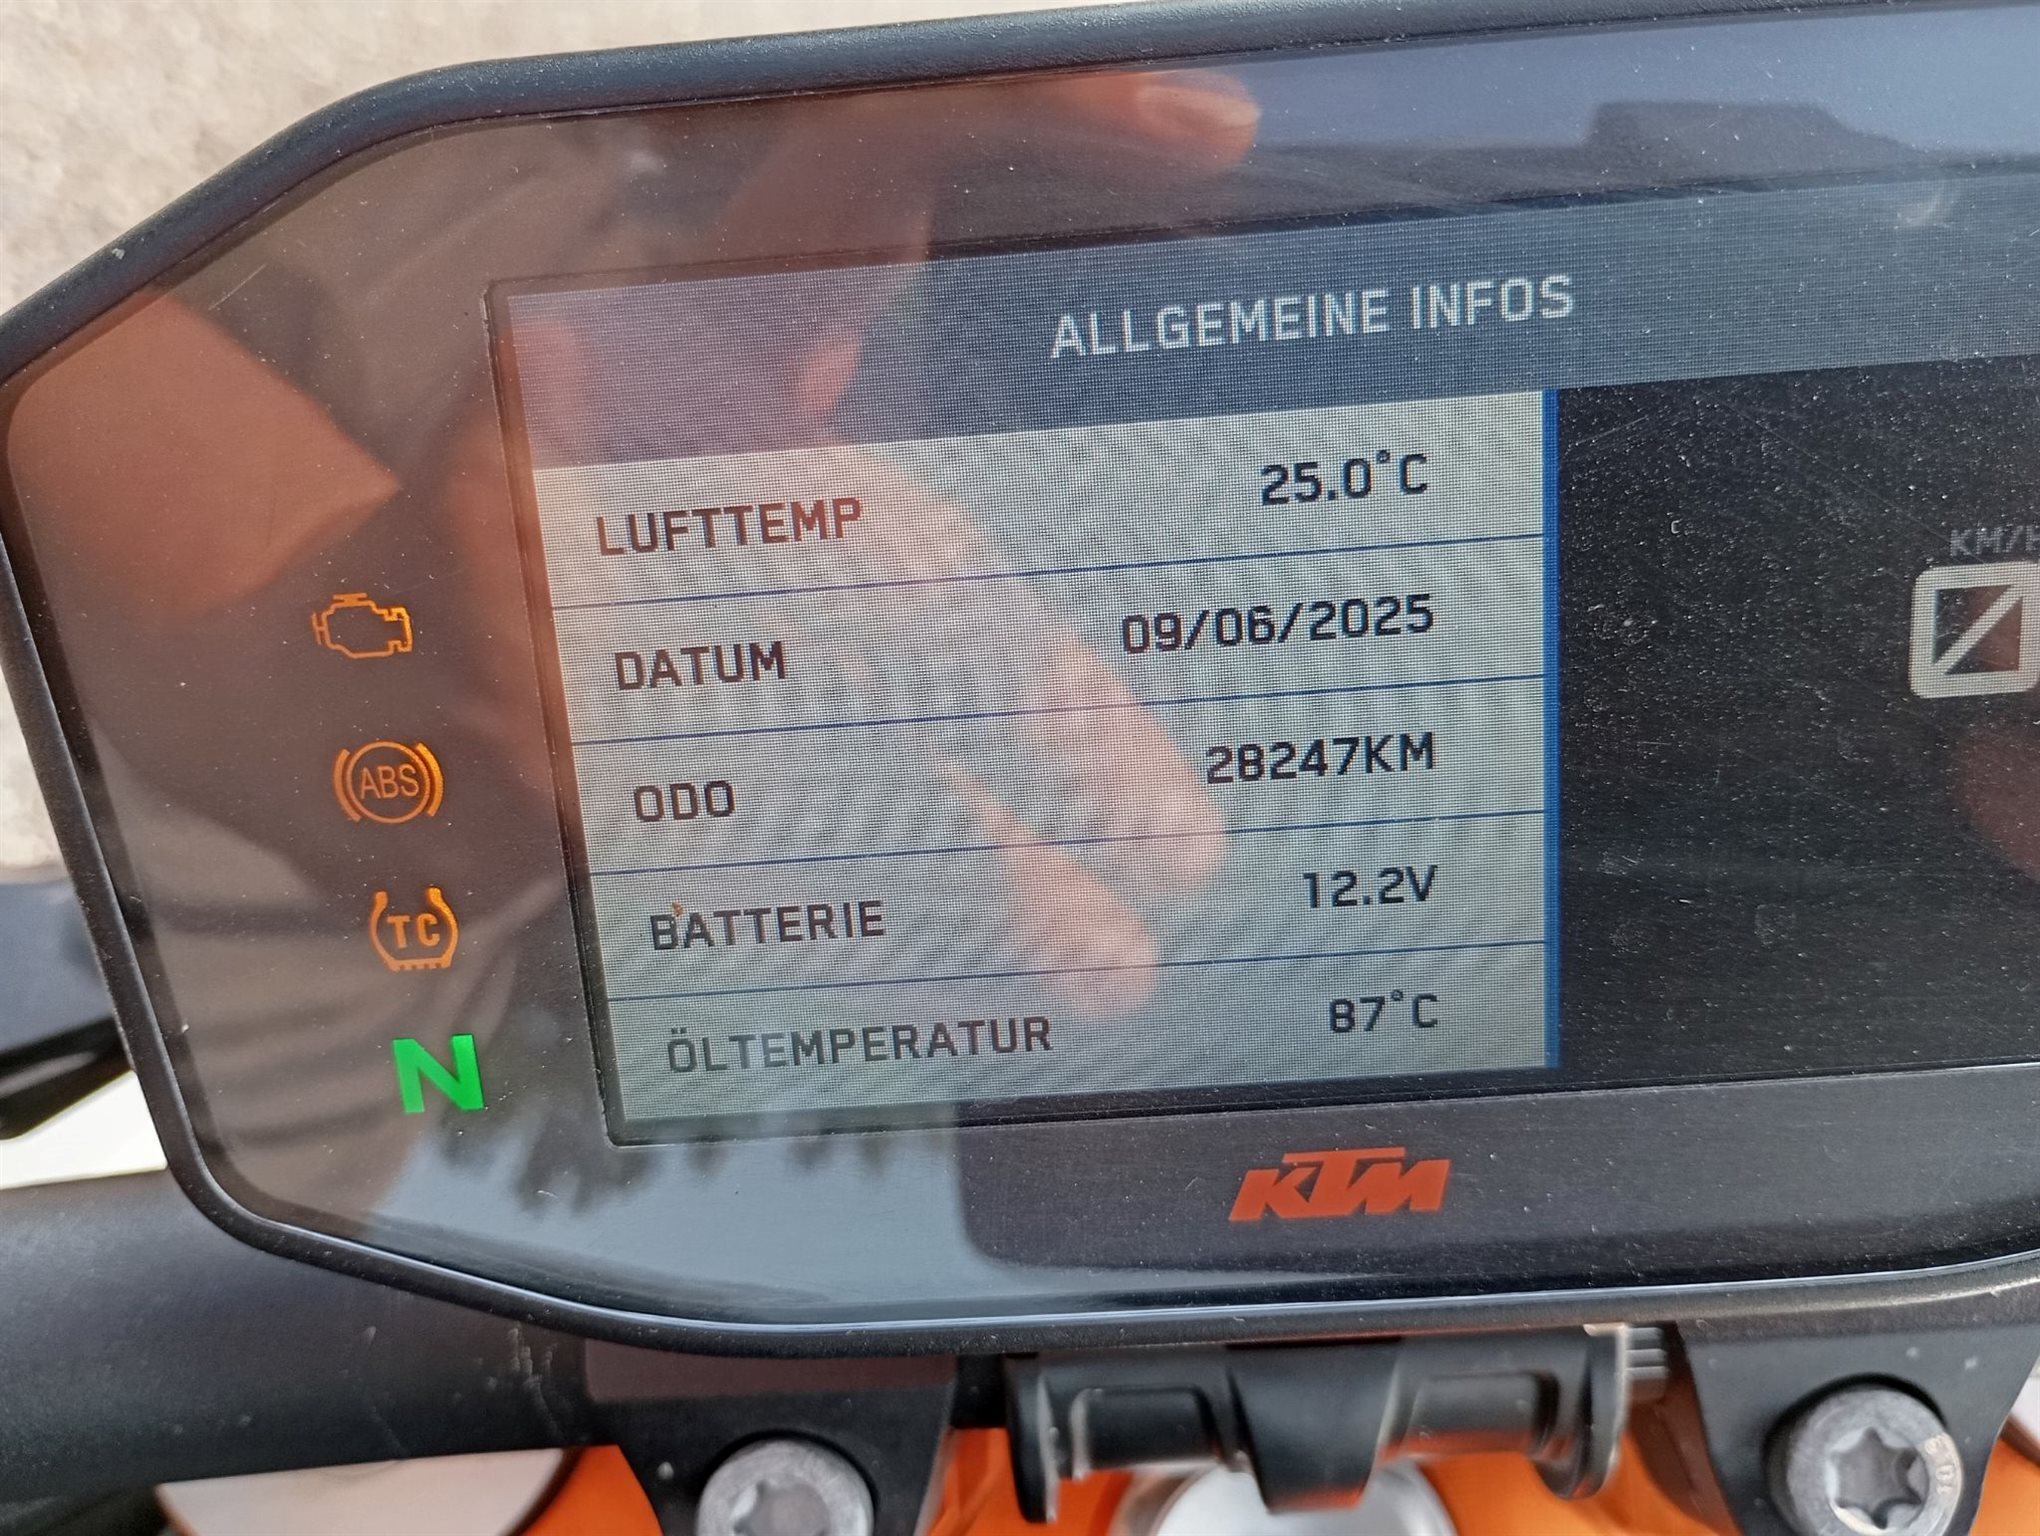 ALLGEMEINE INFOS
LUFTTEMP 25.0°C
DATUM 09/06/2025
ODO 28247KM
BATTERIE 12.2V
ÖLTEMPERATUR 87°C
ABS
TC
N
KTM